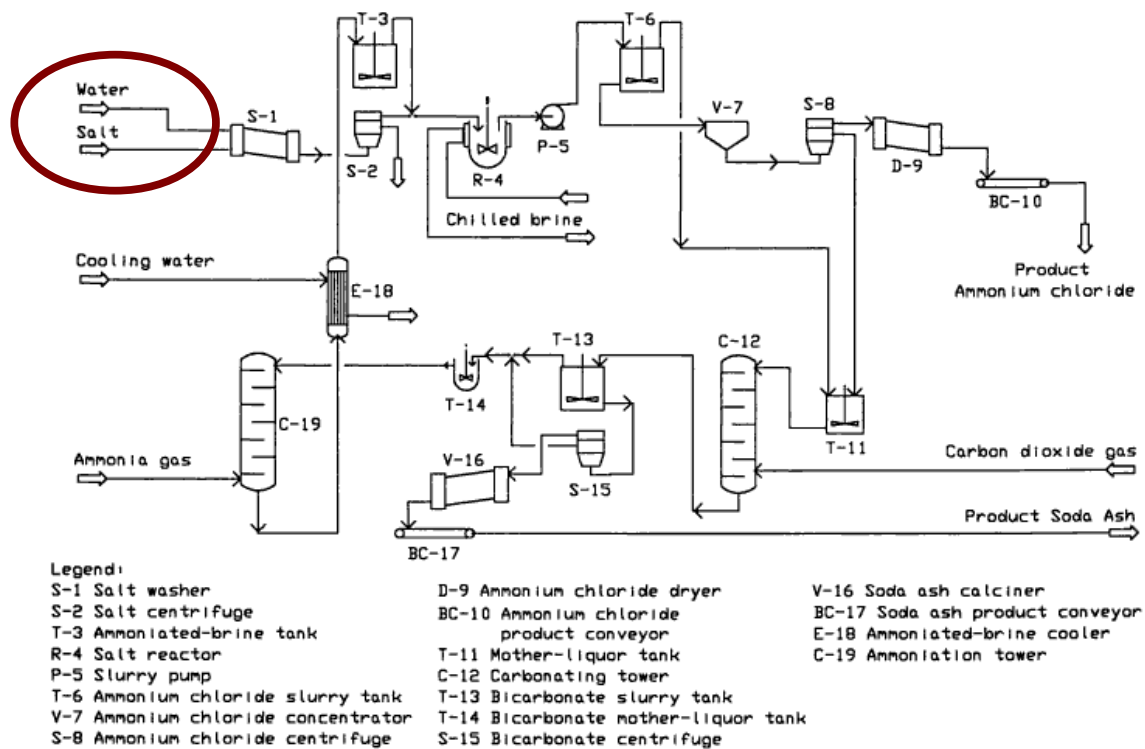 T-3
T-6
Water
S-1
V-7
S-8
Salt
P-5
S-2
R-4
D-9
Chilled brine
BC-10
Cooling water
Product
Ammonium chloride
E-18
T-13
C-12
T-14
C-19
T-11
Ammonia gas
V-16
Carbon dioxide gas
S-15
Product Soda Ash
BC-17
Legend:
S-1 Salt washer
S-2 Salt centrifuge
T-3 Ammoniated-brine tank
R-4 Salt reactor
P-5 Slurry pump
T-6 Ammonium chloride slurry tank
V-7 Ammonium chloride concentrator
S-8 Ammonium chloride centrifuge
D-9 Ammonium chloride dryer
BC-10 Ammonium chloride
product conveyor
T-11 Mother-liquor tank
C-12 Carbonating tower
T-13 Bicarbonate slurry tank
T-14 Bicarbonate mother-liquor tank
S-15 Bicarbonate centrifuge
V-16 Soda ash calciner
BC-17 Soda ash product conveyor
E-18 Ammoniated-brine cooler
C-19 Ammoniation tower